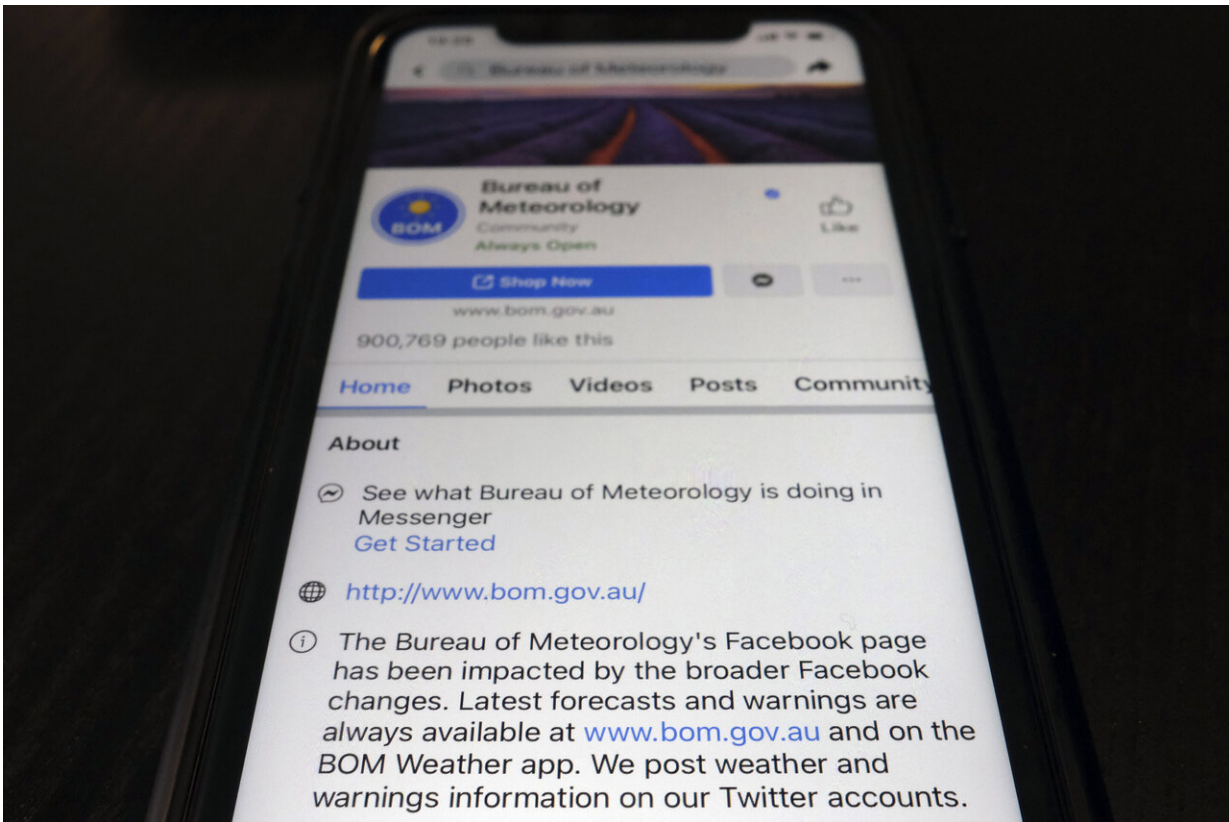 Bureau of Meteorology
Bureau of
Meteorology
BOM
Community
Always Open
Like
Shop Now
www.bom.gov.au
900,769 people like this
Home Photos Videos Posts Community
About
See what Bureau of Meteorology is doing in
Messenger
Get Started
http://www.bom.gov.au/
The Bureau of Meteorology's Facebook page
has been impacted by the broader Facebook
changes. Latest forecasts and warnings are
always available at www.bom.gov.au and on the
BOM Weather app. We post weather and
warnings information on our Twitter accounts.